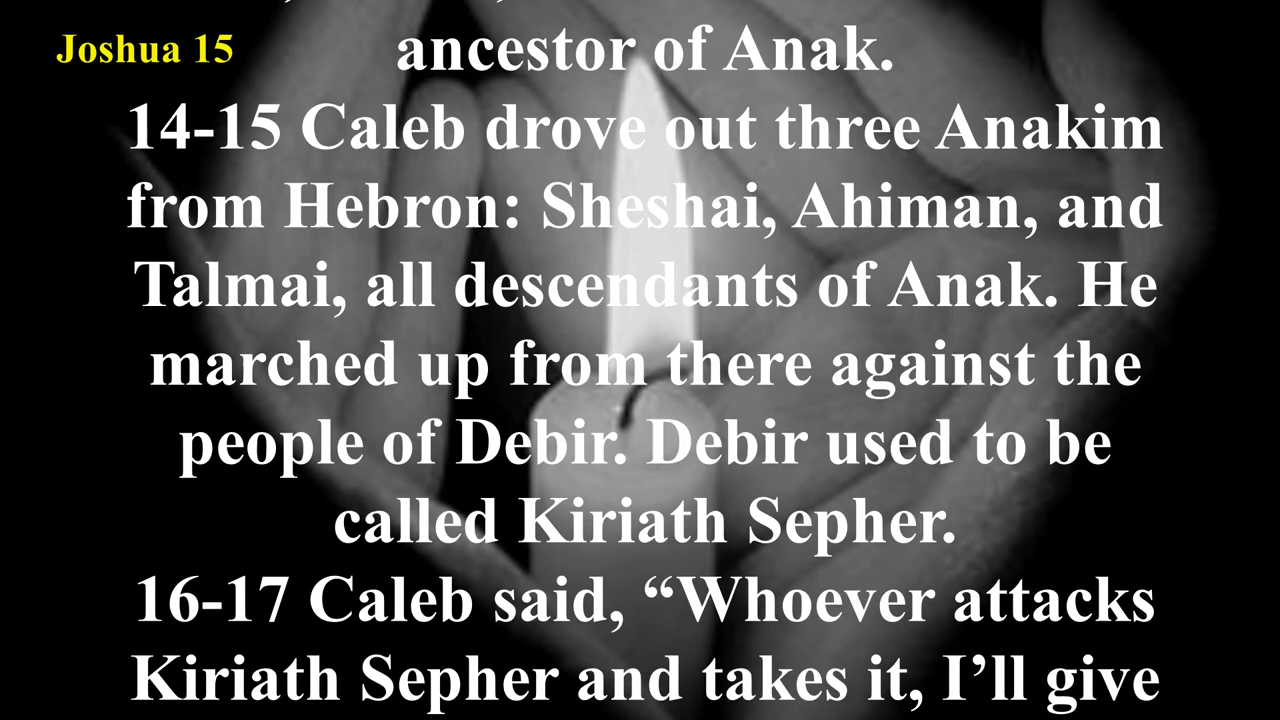 Joshua 15
ancestor of Anak.
14-15 Caleb drove out three Anakim
from Hebron: Sheshai, Ahiman, and
Talmai, all descendants of Anak. He
marched up from there against the
people of Debir. Debir used to be
called Kiriath Sepher.
16-17 Caleb said, “Whoever attacks
Kiriath Sepher and takes it, I’ll give